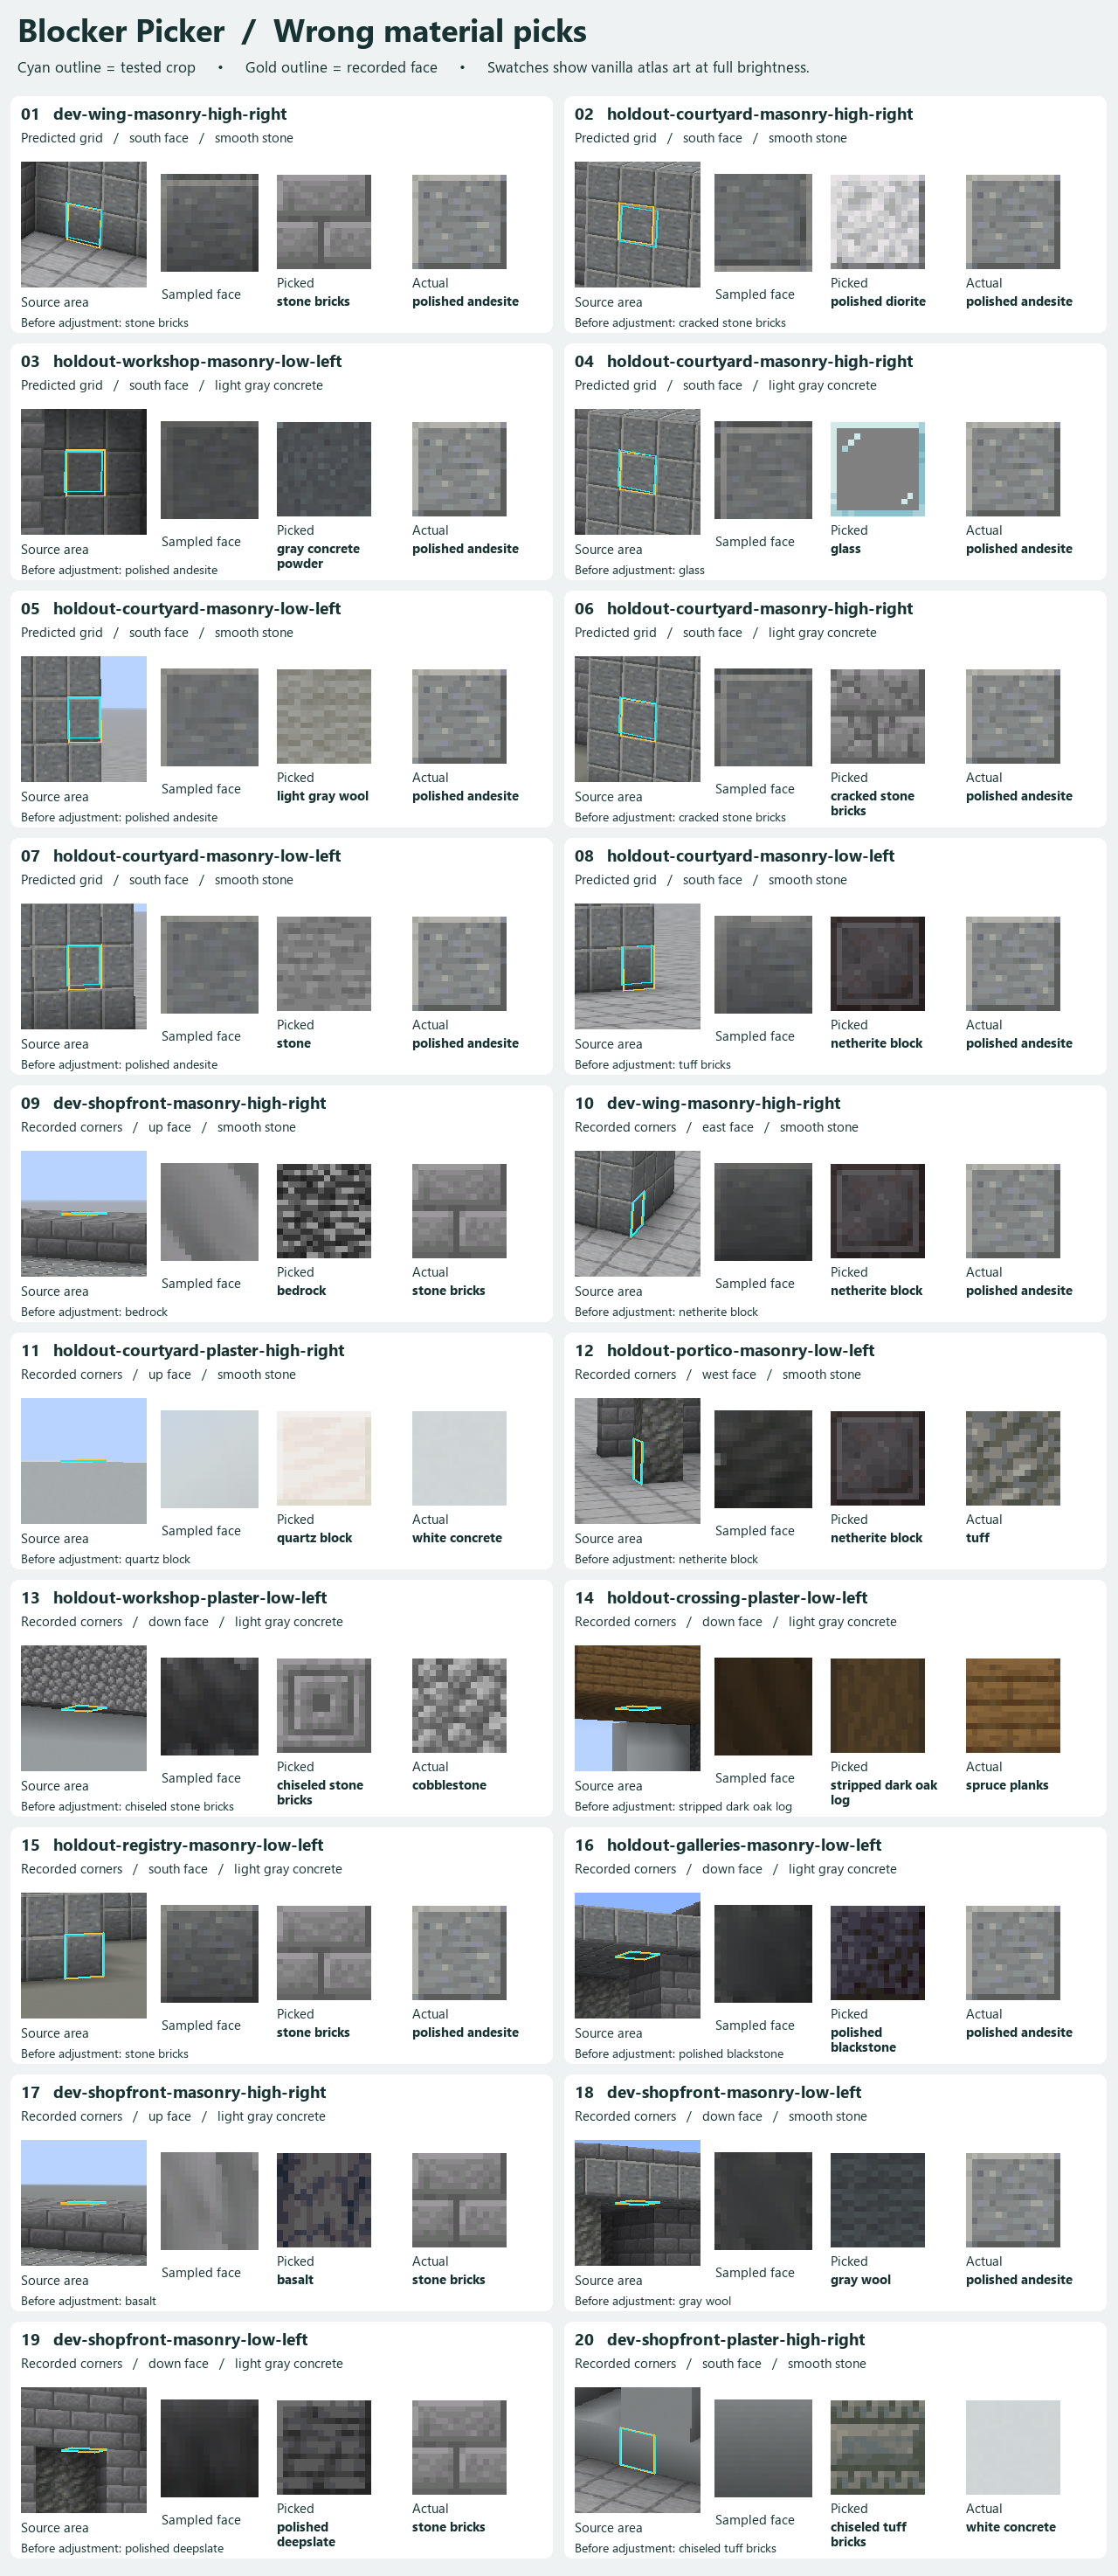 Blocker Picker / Wrong material picks
Cyan outline = tested crop • Gold outline = recorded face • Swatches show vanilla atlas art at full brightness.
01 dev-wing-masonry-high-right
Predicted grid / south face / smooth stone
Source area
Sampled face
Picked
stone bricks
Actual
polished andesite
Before adjustment: stone bricks
02 holdout-courtyard-masonry-high-right
Predicted grid / south face / smooth stone
Source area
Sampled face
Picked
polished diorite
Actual
polished andesite
Before adjustment: cracked stone bricks
03 holdout-workshop-masonry-low-left
Predicted grid / south face / light gray concrete
Source area
Sampled face
Picked
gray concrete
powder
Actual
polished andesite
Before adjustment: polished andesite
04 holdout-courtyard-masonry-high-right
Predicted grid / south face / light gray concrete
Source area
Sampled face
Picked
glass
Actual
polished andesite
Before adjustment: glass
05 holdout-courtyard-masonry-low-left
Predicted grid / south face / smooth stone
Source area
Sampled face
Picked
light gray wool
Actual
polished andesite
Before adjustment: polished andesite
06 holdout-courtyard-masonry-high-right
Predicted grid / south face / light gray concrete
Source area
Sampled face
Picked
cracked stone
bricks
Actual
polished andesite
Before adjustment: cracked stone bricks
07 holdout-courtyard-masonry-low-left
Predicted grid / south face / smooth stone
Source area
Sampled face
Picked
stone
Actual
polished andesite
Before adjustment: polished andesite
08 holdout-courtyard-masonry-low-left
Predicted grid / south face / smooth stone
Source area
Sampled face
Picked
netherite block
Actual
polished andesite
Before adjustment: tuff bricks
09 dev-shopfront-masonry-high-right
Recorded corners / up face / smooth stone
Source area
Sampled face
Picked
bedrock
Actual
stone bricks
Before adjustment: bedrock
10 dev-wing-masonry-high-right
Recorded corners / east face / smooth stone
Source area
Sampled face
Picked
netherite block
Actual
polished andesite
Before adjustment: netherite block
11 holdout-courtyard-plaster-high-right
Recorded corners / up face / smooth stone
Source area
Sampled face
Picked
quartz block
Actual
white concrete
Before adjustment: quartz block
12 holdout-portico-masonry-low-left
Recorded corners / west face / smooth stone
Source area
Sampled face
Picked
netherite block
Actual
tuff
Before adjustment: netherite block
13 holdout-workshop-plaster-low-left
Recorded corners / down face / light gray concrete
Source area
Sampled face
Picked
chiseled stone
bricks
Actual
cobblestone
Before adjustment: chiseled stone bricks
14 holdout-crossing-plaster-low-left
Recorded corners / down face / light gray concrete
Source area
Sampled face
Picked
stripped dark oak
log
Actual
spruce planks
Before adjustment: stripped dark oak log
15 holdout-registry-masonry-low-left
Recorded corners / south face / light gray concrete
Source area
Sampled face
Picked
stone bricks
Actual
polished andesite
Before adjustment: stone bricks
16 holdout-galleries-masonry-low-left
Recorded corners / down face / light gray concrete
Source area
Sampled face
Picked
polished
blackstone
Actual
polished andesite
Before adjustment: polished blackstone
17 dev-shopfront-masonry-high-right
Recorded corners / up face / light gray concrete
Source area
Sampled face
Picked
basalt
Actual
stone bricks
Before adjustment: basalt
18 dev-shopfront-masonry-low-left
Recorded corners / down face / smooth stone
Source area
Sampled face
Picked
gray wool
Actual
polished andesite
Before adjustment: gray wool
19 dev-shopfront-masonry-low-left
Recorded corners / down face / light gray concrete
Source area
Sampled face
Picked
polished
deepslate
Actual
stone bricks
Before adjustment: polished deepslate
20 dev-shopfront-plaster-high-right
Recorded corners / south face / smooth stone
Source area
Sampled face
Picked
chiseled tuff
bricks
Actual
white concrete
Before adjustment: chiseled tuff bricks